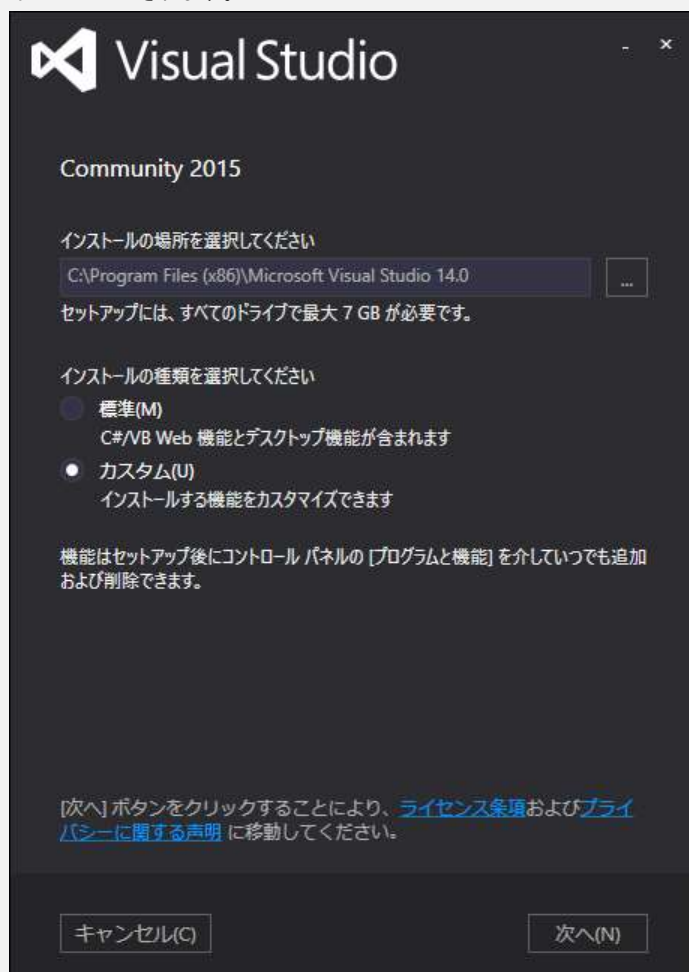 Visual Studio
Community 2015
インストールの場所を選択してください
C:\Program Files (x86)\Microsoft Visual Studio 14.0
...
セットアップには、すべてのドライブで最大 7 GB が必要です。
インストールの種類を選択してください
標準(M)
C#/VB Web 機能とデスクトップ機能が含まれます
カスタム(U)
インストールする機能をカスタマイズできます
機能はセットアップ後にコントロール パネルの [プログラムと機能] を介していつでも追加
および削除できます。
[次へ] ボタンをクリックすることにより、ライセンス条項およびプライ
バシーに関する声明 に移動してください。
キャンセル(C)
次へ(N)